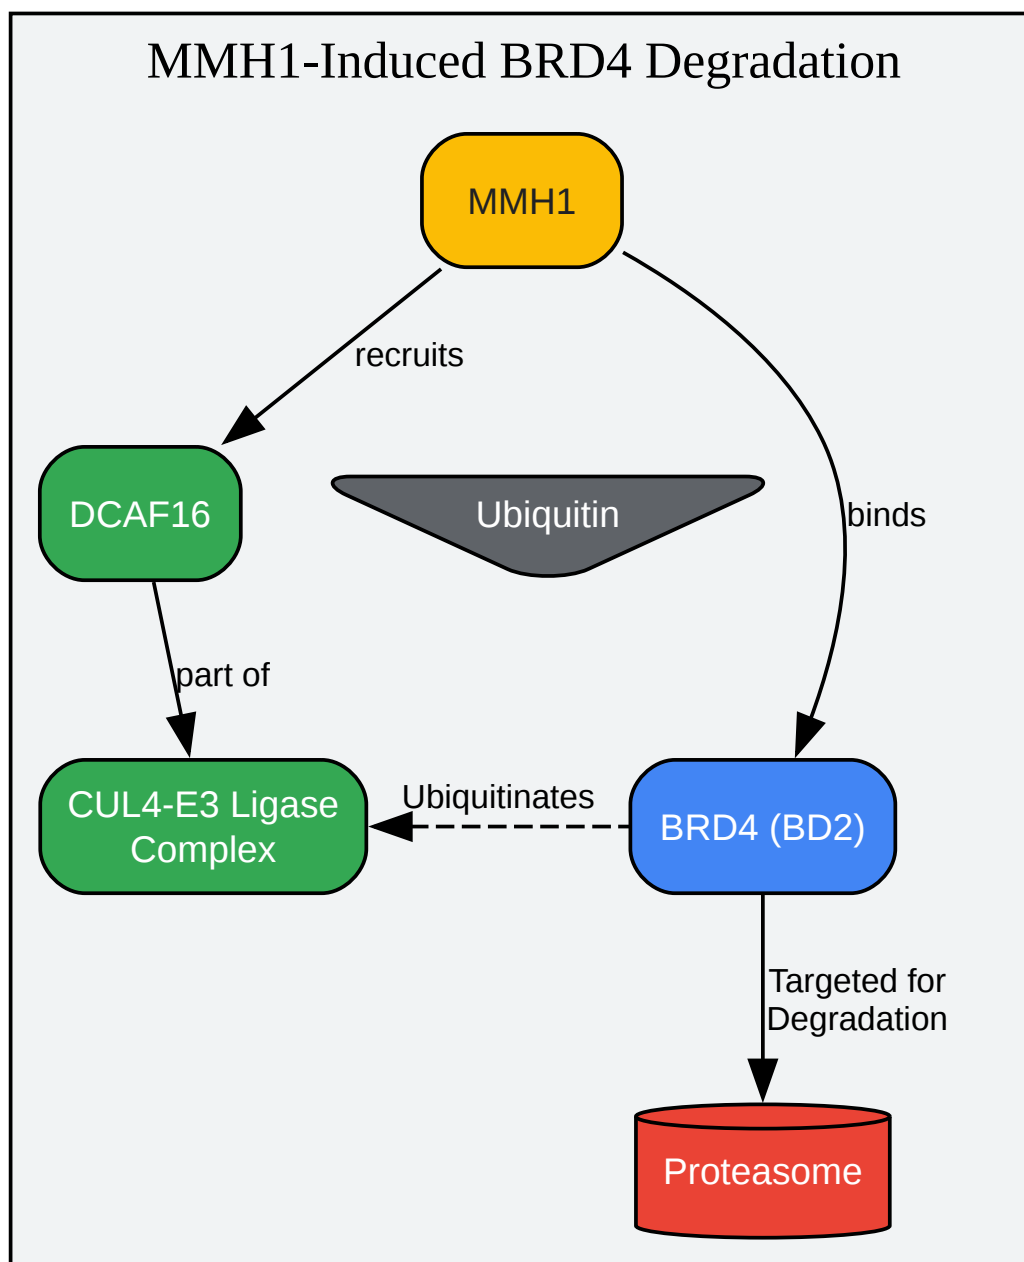 MMH1-Induced BRD4 Degradation
MMH1
recruits
DCAF16
Ubiquitin
binds
part of
CUL4-E3 Ligase
Complex
Ubiquitinates
BRD4 (BD2)
Targeted for
Degradation
Proteasome